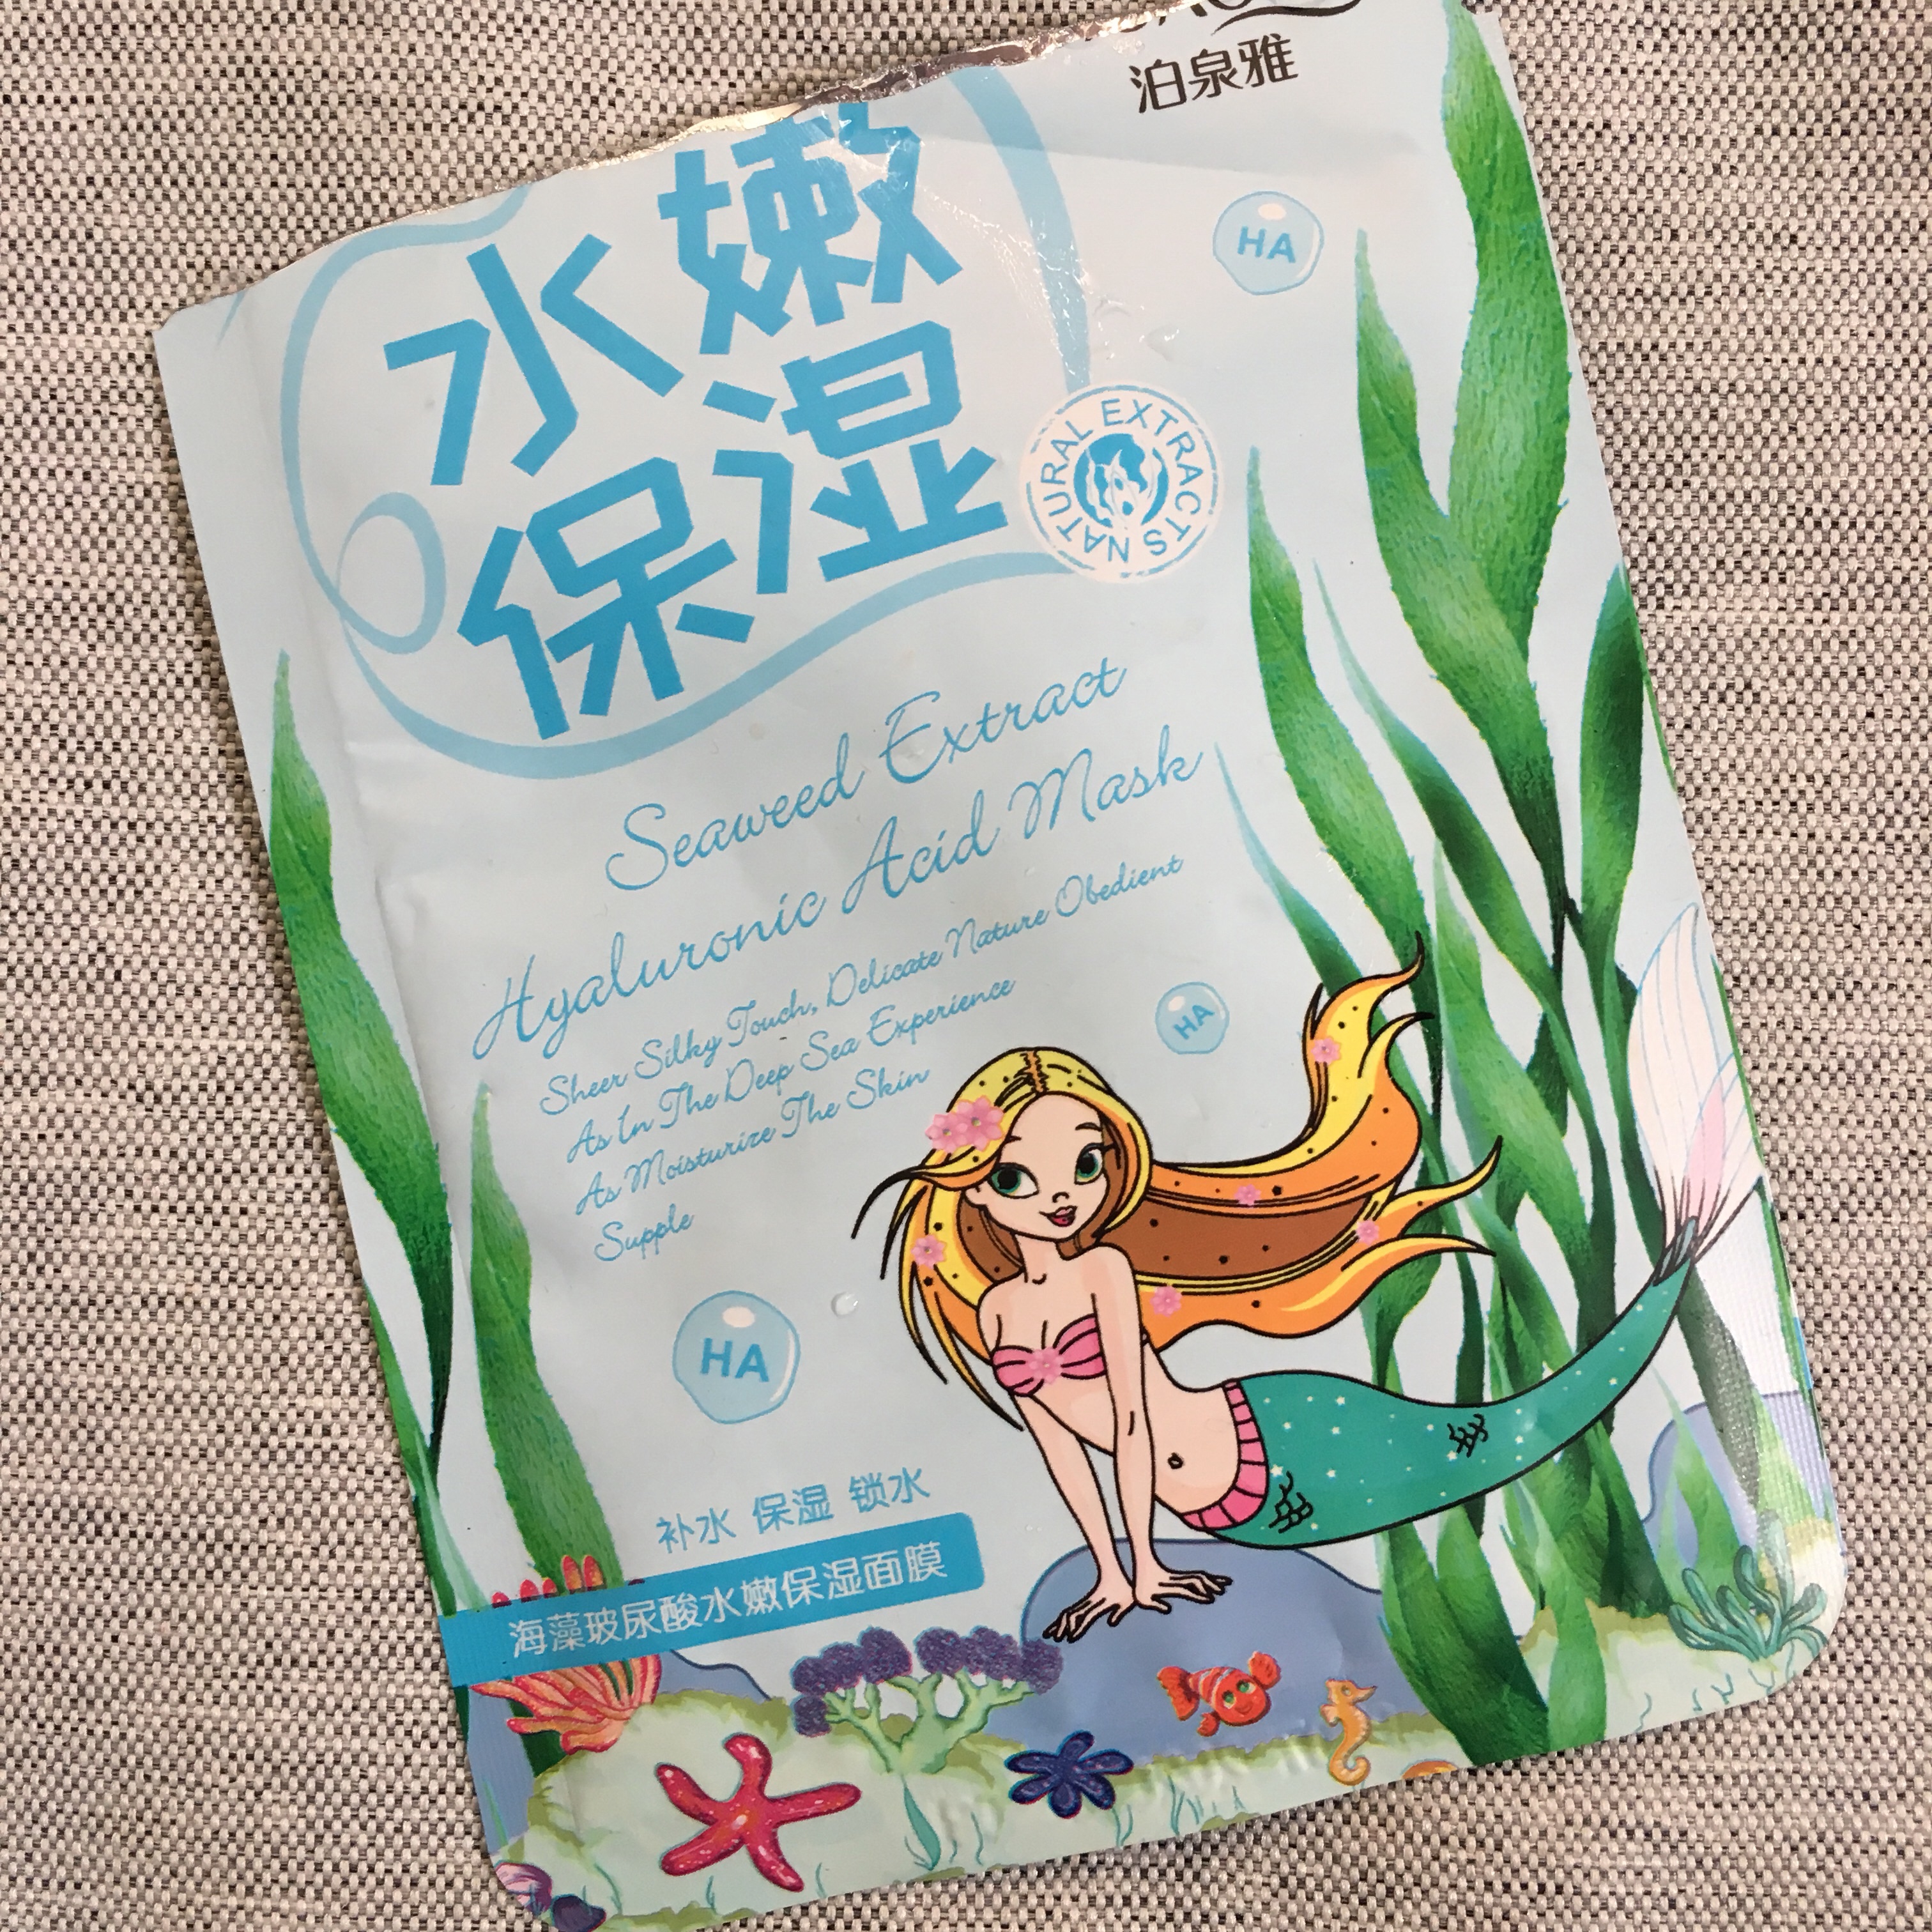 泊泉雅
水嫩
保湿
HA
NATURAL EXTRACTS
Seaweed Extract
Hyaluronic Acid Mask
Sheer Silky Touch, Delicate Nature Obedient
As In The Deep Sea Experience
As Moisturize The Skin
Supple
HA
HA
补水 保湿 锁水
海藻玻尿酸水嫩保湿面膜